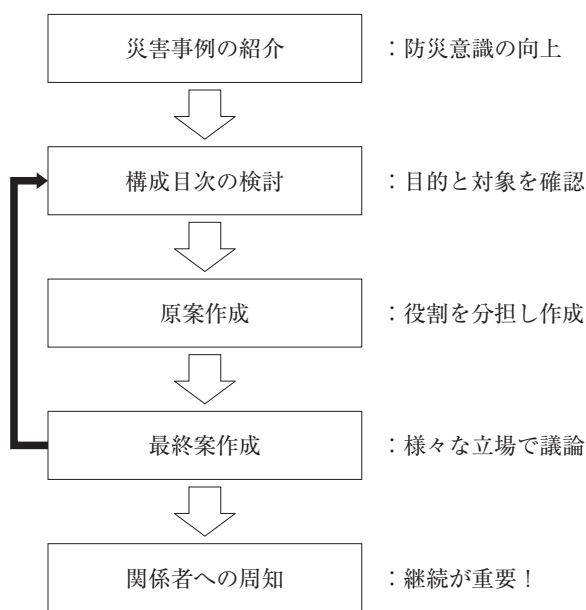 災害事例の紹介 ：防災意識の向上
構成目次の検討 ：目的と対象を確認
原案作成 ：役割を分担し作成
最終案作成 ：様々な立場で議論
関係者への周知 ：継続が重要！